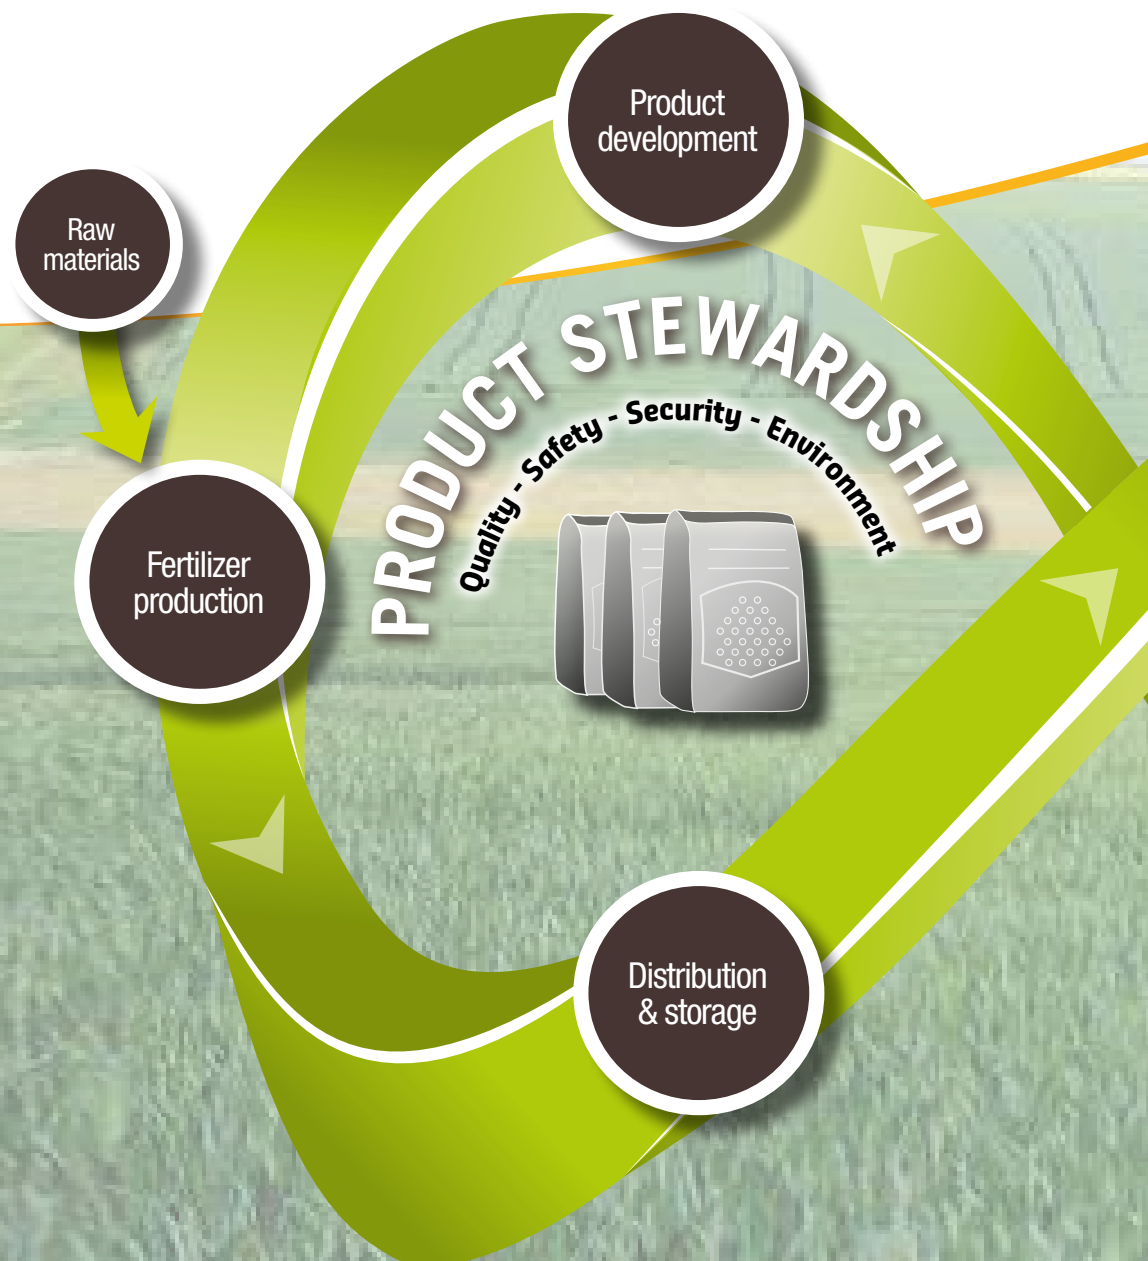 Product
development
Raw
materials
PRODUCT STEWARDSHIP
Quality - Safety - Security - Environment
Fertilizer
production
Distribution
& storage